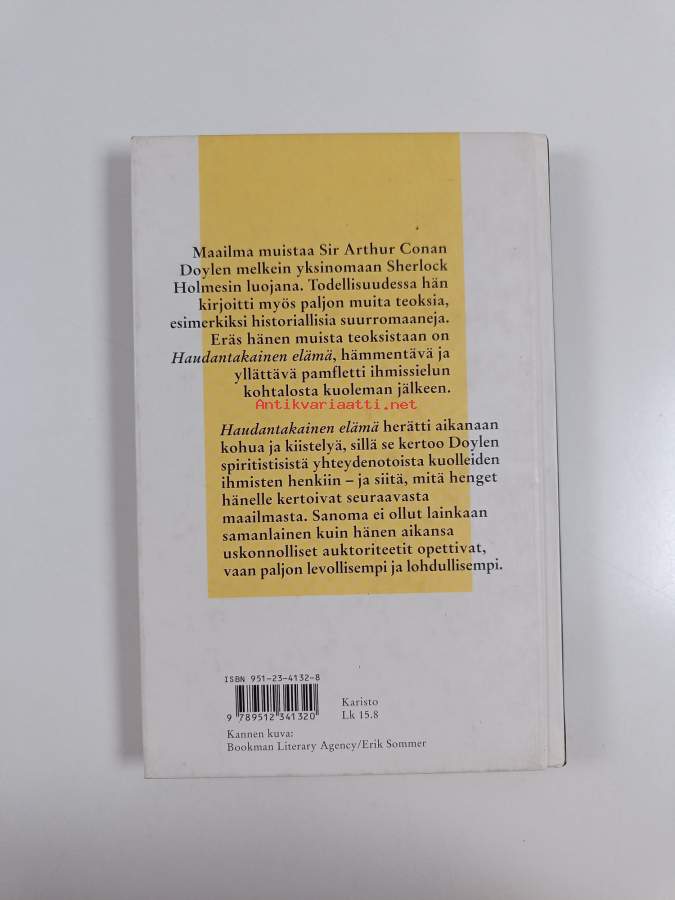 Maailma muistaa Sir Arthur Conan
Doylen melkein yksinomaan Sherlock
Holmesin luojana. Todellisuudessa hän
kirjoitti myös paljon muita teoksia,
esimerkiksi historiallisia suurromaaneja.
Eräs hänen muista teoksistaan on
Haudantakainen elämä, hämmentävä ja
yllättävä pamfletti ihmissielun
kohtalosta kuoleman jälkeen.
Antikvariaatti.net
Haudantakainen elämä herätti aikanaan
kohua ja kiistelyä, sillä se kertoo Doylen
spiritistisistä yhteydenotoista kuolleiden
ihmisten henkiin – ja siitä, mitä henget
hänelle kertoivat seuraavasta
maailmasta. Sanoma ei ollut lainkaan
samanlainen kuin hänen aikansa
uskonnolliset auktoriteetit opettivat,
vaan paljon levollisempi ja lohdullisempi.
ISBN 951-23-4132-8
9 789512 341320
Karisto
Lk 15.8
Kannen kuva:
Bookman Literary Agency/Erik Sommer